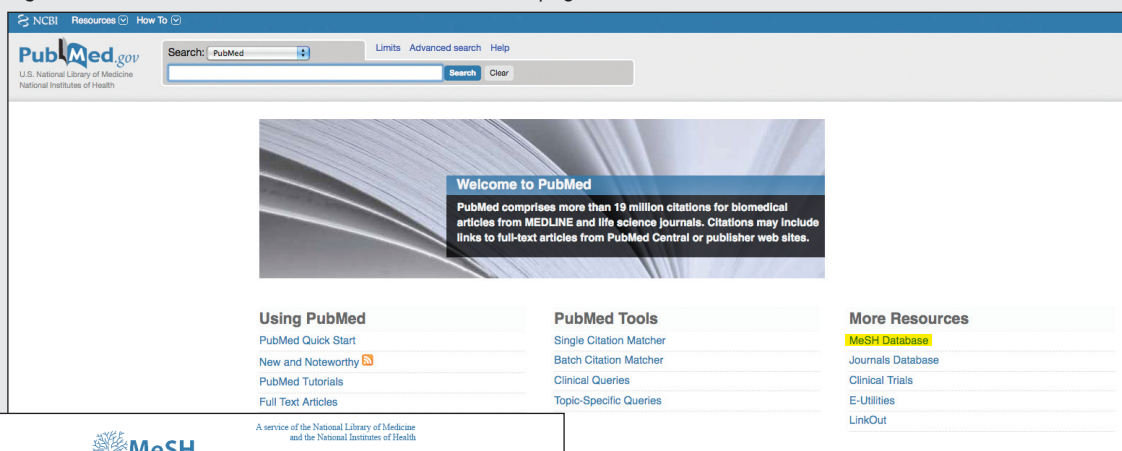 NCBI Resources How To
PubMed.gov
U.S. National Library of Medicine
National Institutes of Health
Search: PubMed
Limits Advanced search Help
Search Clear
Welcome to PubMed
PubMed comprises more than 19 million citations for biomedical
articles from MEDLINE and life science journals. Citations may include
links to full-text articles from PubMed Central or publisher web sites.
Using PubMed
PubMed Quick Start
New and Noteworthy
PubMed Tutorials
Full Text Articles
PubMed Tools
Single Citation Matcher
Batch Citation Matcher
Clinical Queries
Topic-Specific Queries
More Resources
MeSH Database
Journals Database
Clinical Trials
E-Utilities
LinkOut
MeSH
A service of the National Library of Medicine
and the National Institutes of Health